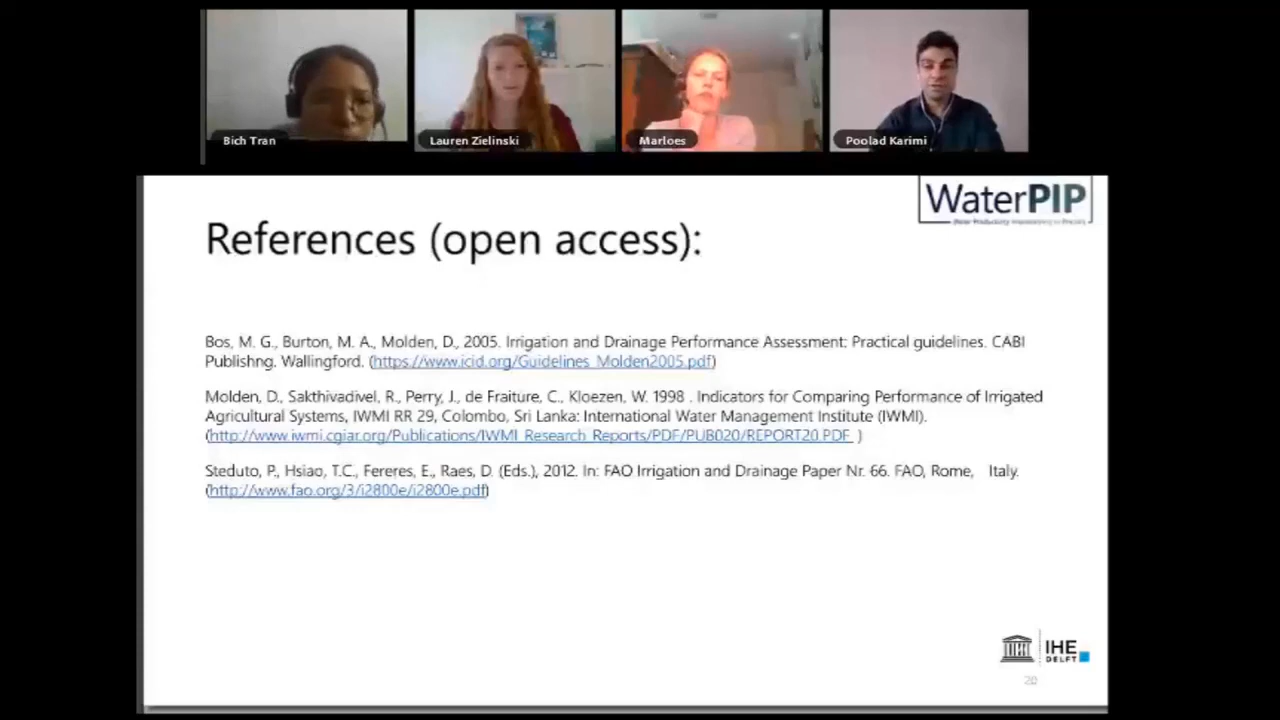 Bich Tran
Lauren Zielinski
Marloes
Poolad Karimi
WaterPIP
References (open access):
Bos, M. G., Burton, M. A., Molden, D., 2005. Irrigation and Drainage Performance Assessment: Practical guidelines. CABI
Publishng. Wallingford. (https://www.icid.org/Guidelines_Molden2005.pdf)
Molden, D., Sakthivadivel, R., Perry, J., de Fraiture, C., Kloezen, W. 1998 . Indicators for Comparing Performance of Irrigated
Agricultural Systems, IWMI RR 29, Colombo, Sri Lanka: International Water Management Institute (IWMI).
(http://www.iwmi.cgiar.org/Publications/IWMI_Research_Reports/PDF/PUB020/REPORT20.PDF )
Steduto, P., Hsiao, T.C., Fereres, E., Raes, D. (Eds.), 2012. In: FAO Irrigation and Drainage Paper Nr. 66. FAO, Rome, Italy.
(http://www.fao.org/3/i2800e/i2800e.pdf)
IHE
DELFT
20